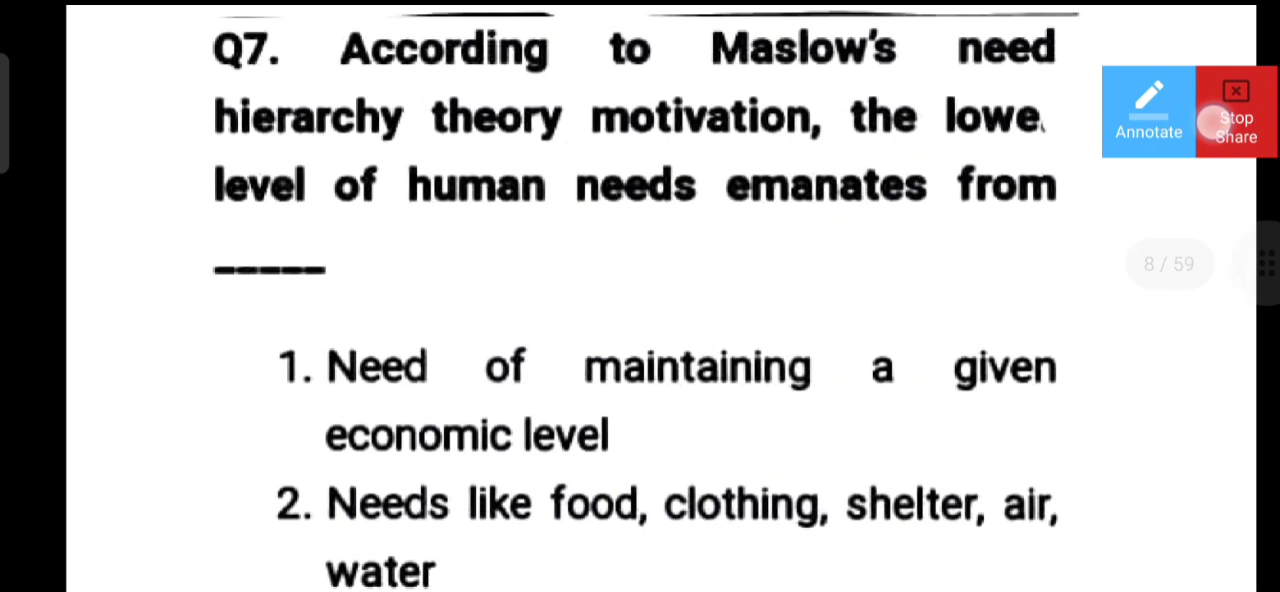 Q7. According to Maslow's need
hierarchy theory motivation, the lowe
level of human needs emanates from
-----
1. Need of maintaining a given
economic level
2. Needs like food, clothing, shelter, air,
water
Annotate
Stop
Share
8 / 59